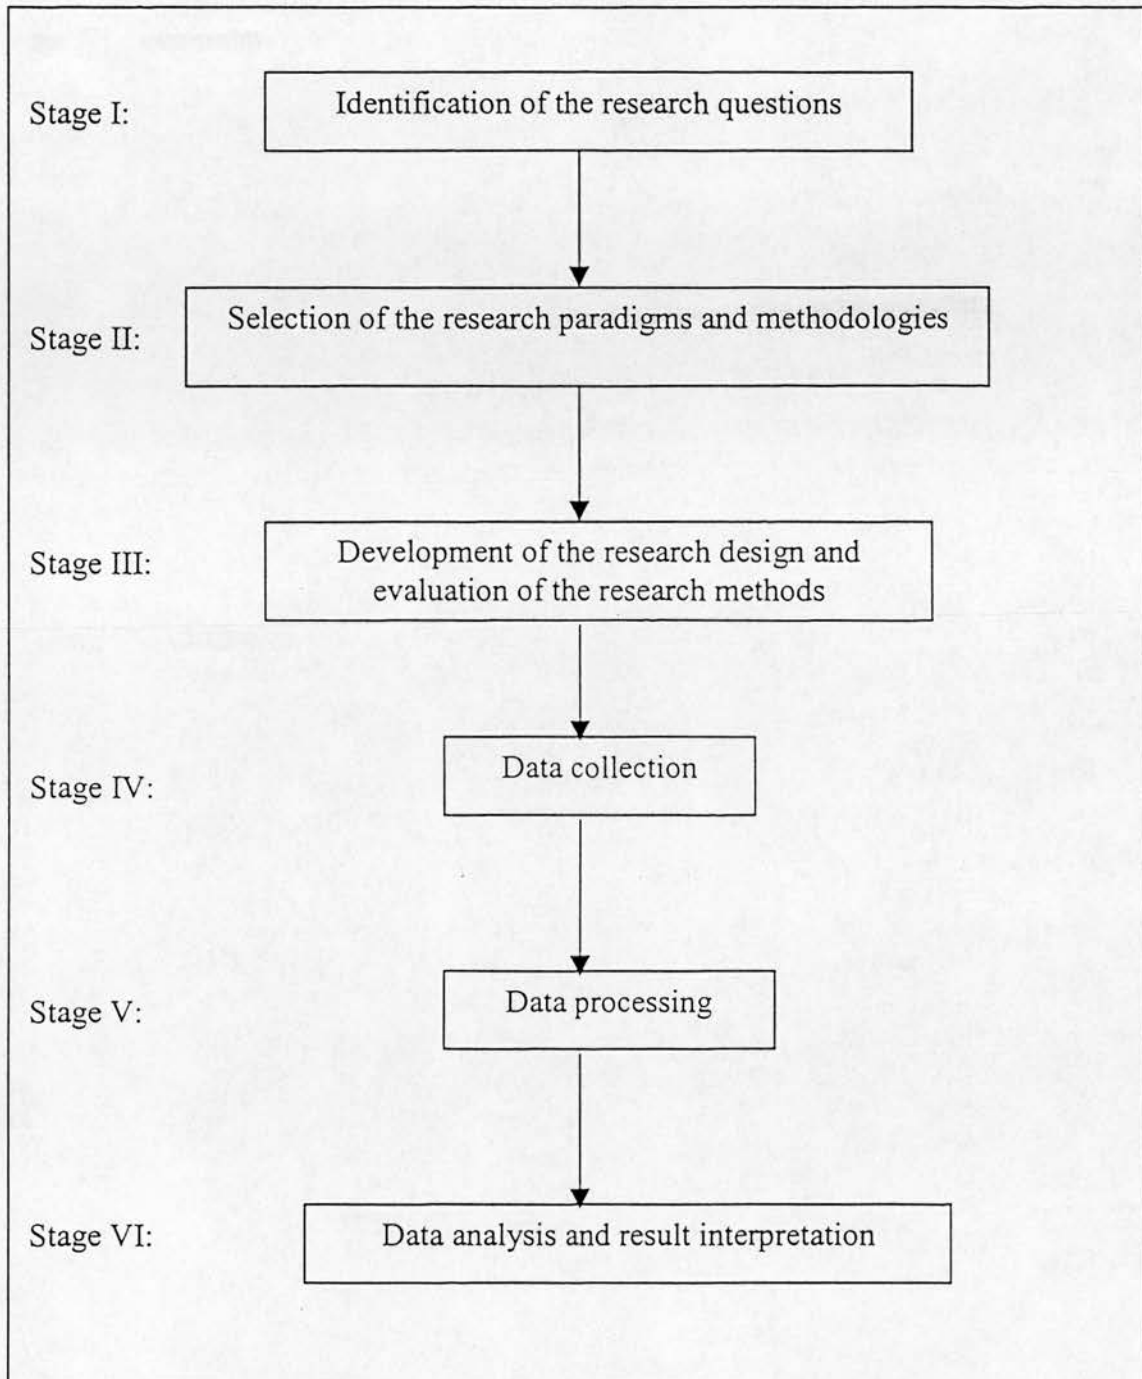 Stage I:
Identification of the research questions
Stage II:
Selection of the research paradigms and methodologies
Stage III:
Development of the research design and
evaluation of the research methods
Stage IV:
Data collection
Stage V:
Data processing
Stage VI:
Data analysis and result interpretation